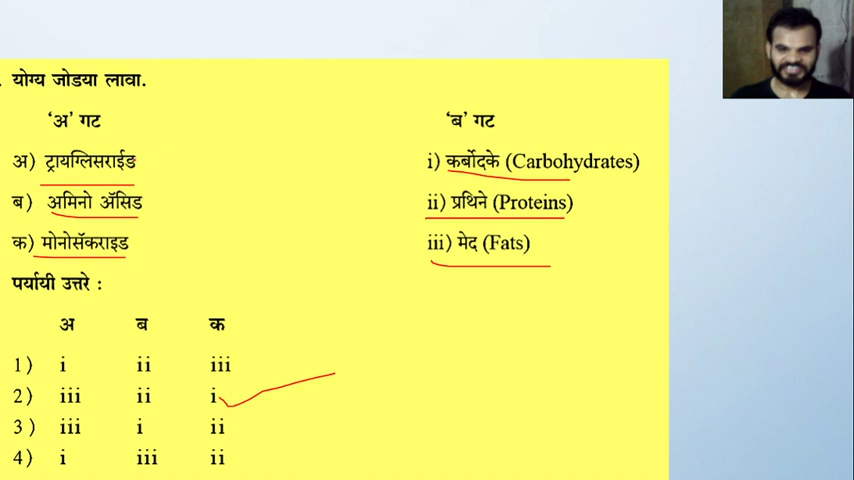 . योग्य जोडया लावा.
'अ' गट 'ब' गट
अ) ट्रायग्लिसराईड i) कर्बोदके (Carbohydrates)
ब) अमिनो ॲसिड ii) प्रथिने (Proteins)
क) मोनोसॅकराइड iii) मेद (Fats)
पर्यायी उत्तरे :
अ ब क
1) i ii iii
2) iii ii i
3) iii i ii
4) i iii ii